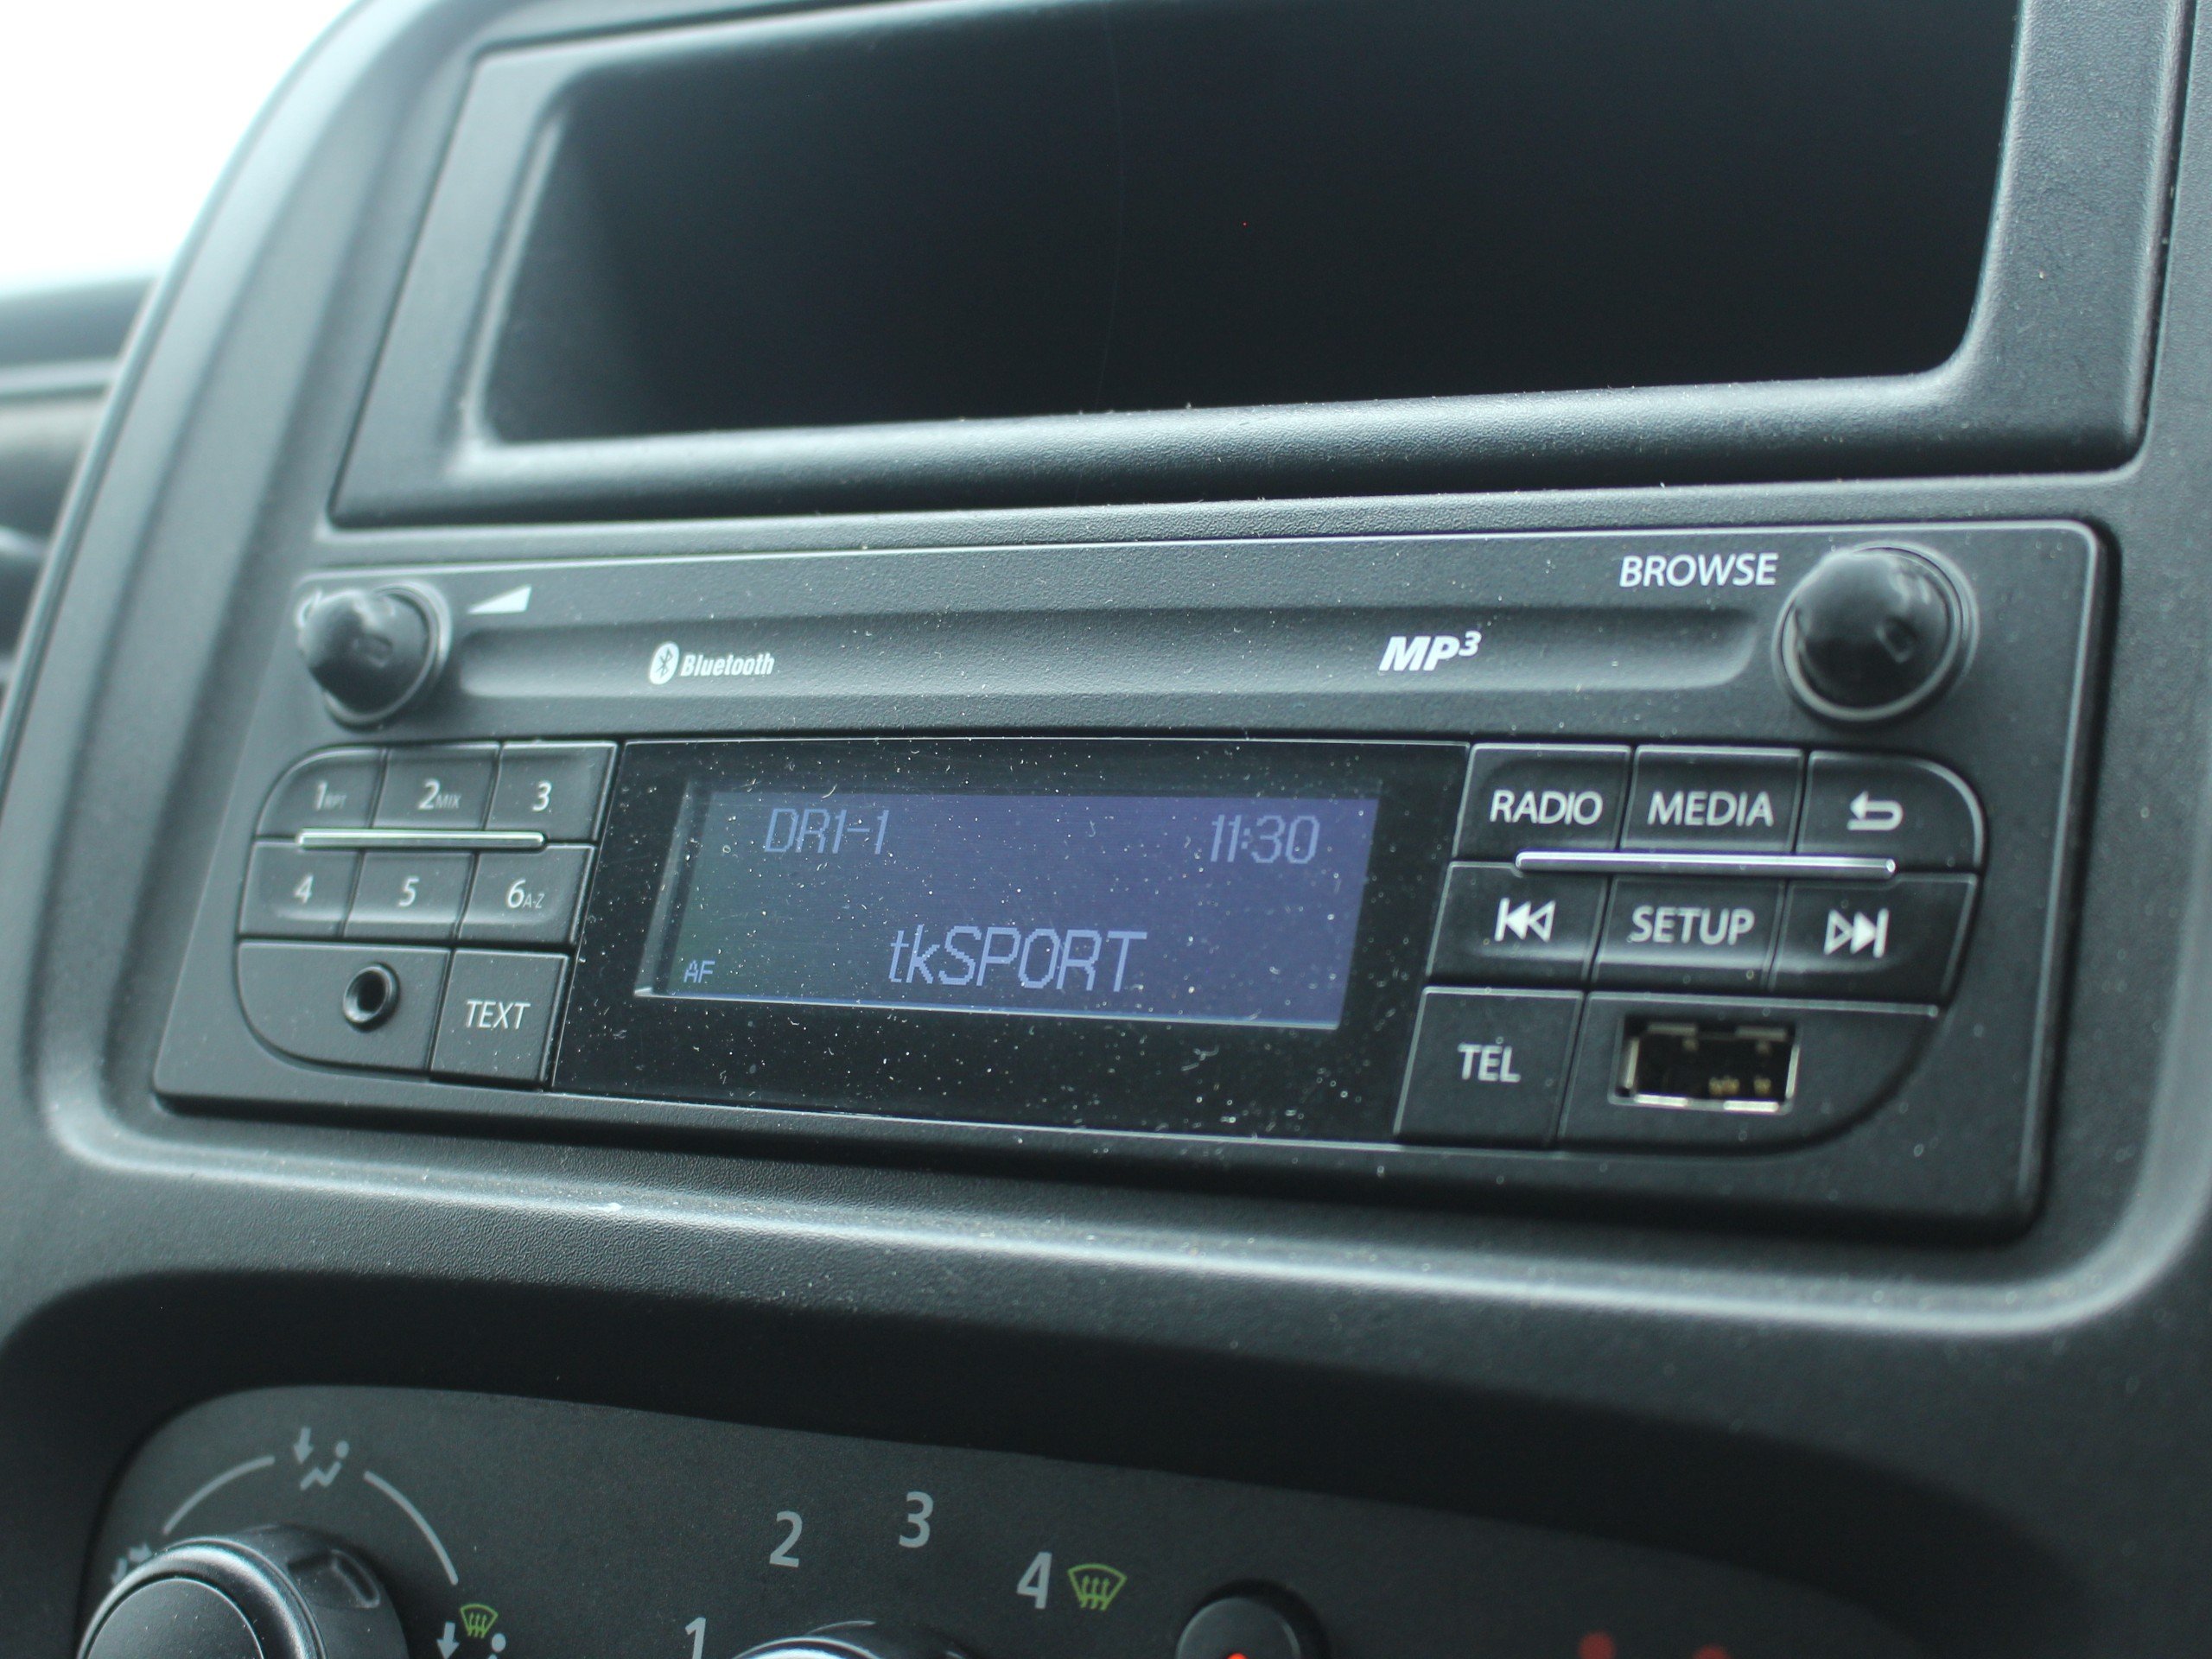 BROWSE
Bluetooth
MP3
1RPT 2MIX 3
RADIO MEDIA
DR1-1 11:30
4 5 6A-Z
SETUP
AF tkSPORT
TEXT
TEL
1 2 3 4